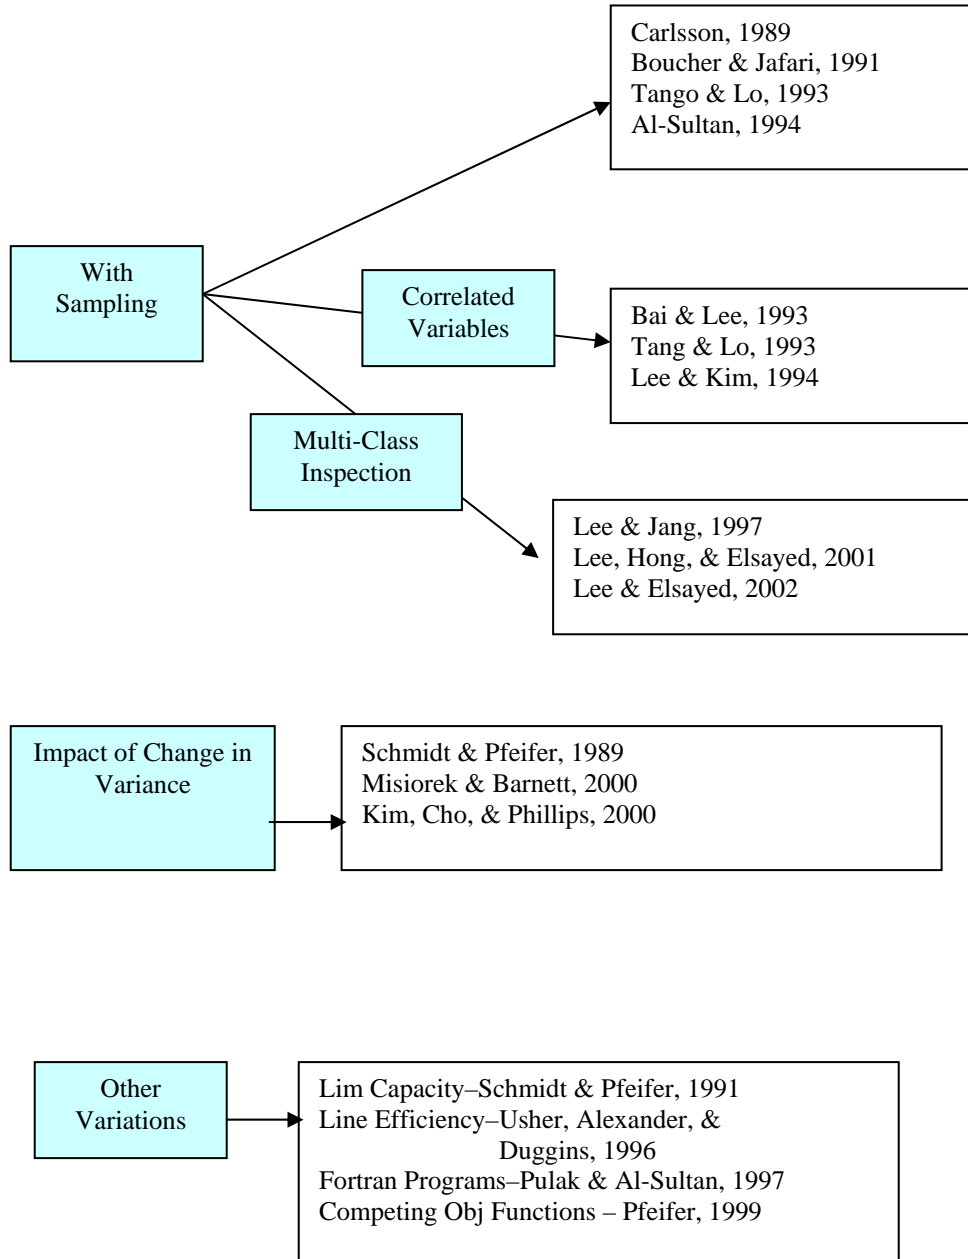 Carlsson, 1989
Boucher & Jafari, 1991
Tango & Lo, 1993
Al-Sultan, 1994
With
Sampling
Correlated
Variables
Bai & Lee, 1993
Tang & Lo, 1993
Lee & Kim, 1994
Multi-Class
Inspection
Lee & Jang, 1997
Lee, Hong, & Elsayed, 2001
Lee & Elsayed, 2002
Impact of Change in
Variance
Schmidt & Pfeifer, 1989
Misiorek & Barnett, 2000
Kim, Cho, & Phillips, 2000
Other
Variations
Lim Capacity–Schmidt & Pfeifer, 1991
Line Efficiency–Usher, Alexander, &
Duggins, 1996
Fortran Programs–Pulak & Al-Sultan, 1997
Competing Obj Functions – Pfeifer, 1999